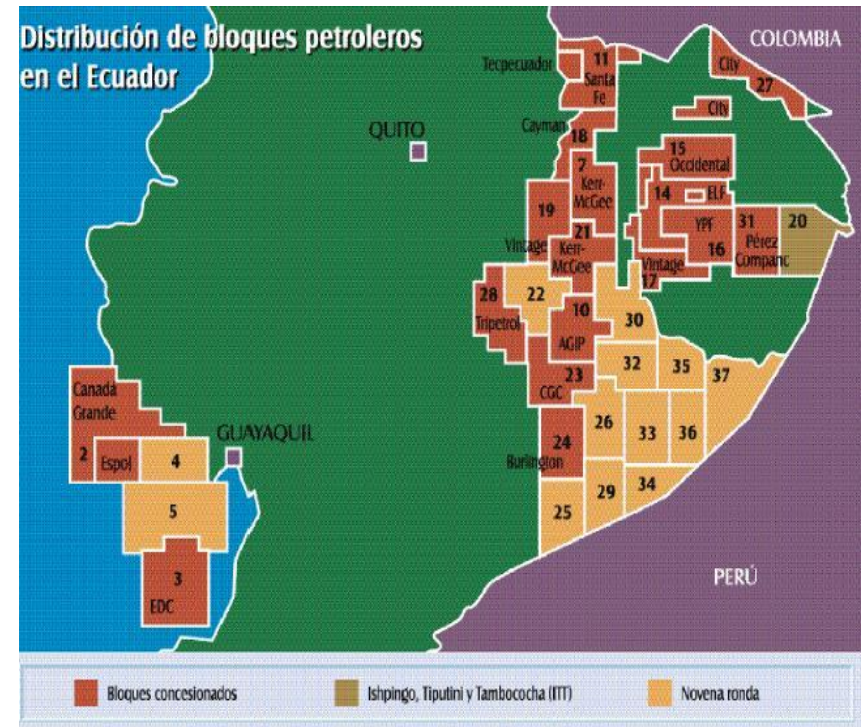 Distribución de bloques petroleros
en el Ecuador
COLOMBIA
Tecpecuador
11
Santa
Fe
City
27
QUITO
Cayman
18
City
7
Kerr-
McGee
15
Occidental
14
ELF
19
Vintage
21
Kerr-
McGee
YPF
16
31
Pérez
Companc
20
Vintage
17
28
Tripetrol
22
10
AGIP
30
23
CGC
32
35
37
Canada
Grande
2
Espol
4
GUAYAQUIL
24
Burlington
26
33
36
5
25
29
34
3
EDC
PERÚ
Bloques concesionados
Ishpingo, Tiputini y Tambococha (ITT)
Novena ronda